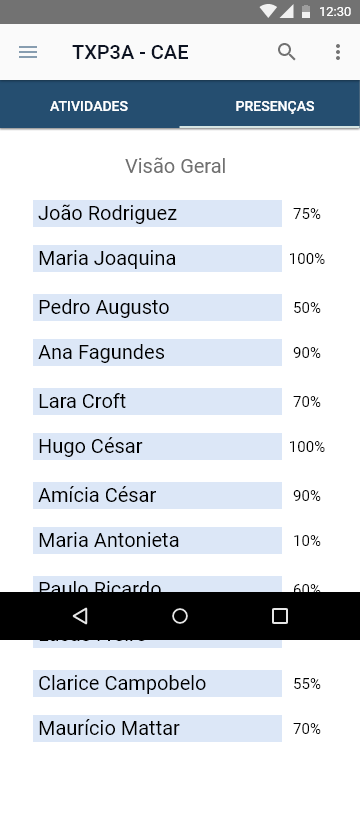 12:30
TXP3A - CAE
ATIVIDADES PRESENÇAS
Visão Geral
João Rodriguez 75%
Maria Joaquina 100%
Pedro Augusto 50%
Ana Fagundes 90%
Lara Croft 70%
Hugo César 100%
Amícia César 90%
Maria Antonieta 10%
Paulo Ricardo 60%
Clarice Campobelo 55%
Maurício Mattar 70%